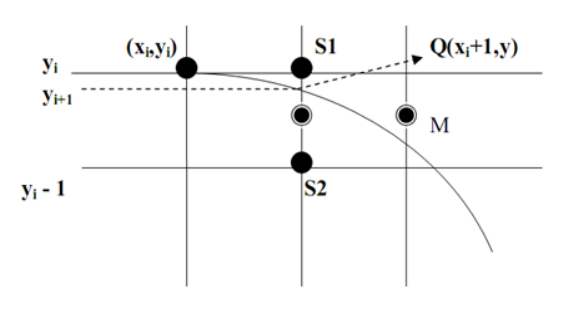 (xᵢ,yᵢ) S1 Q(xᵢ+1,y)
yᵢ
yᵢ₊₁
M
yᵢ - 1 S2